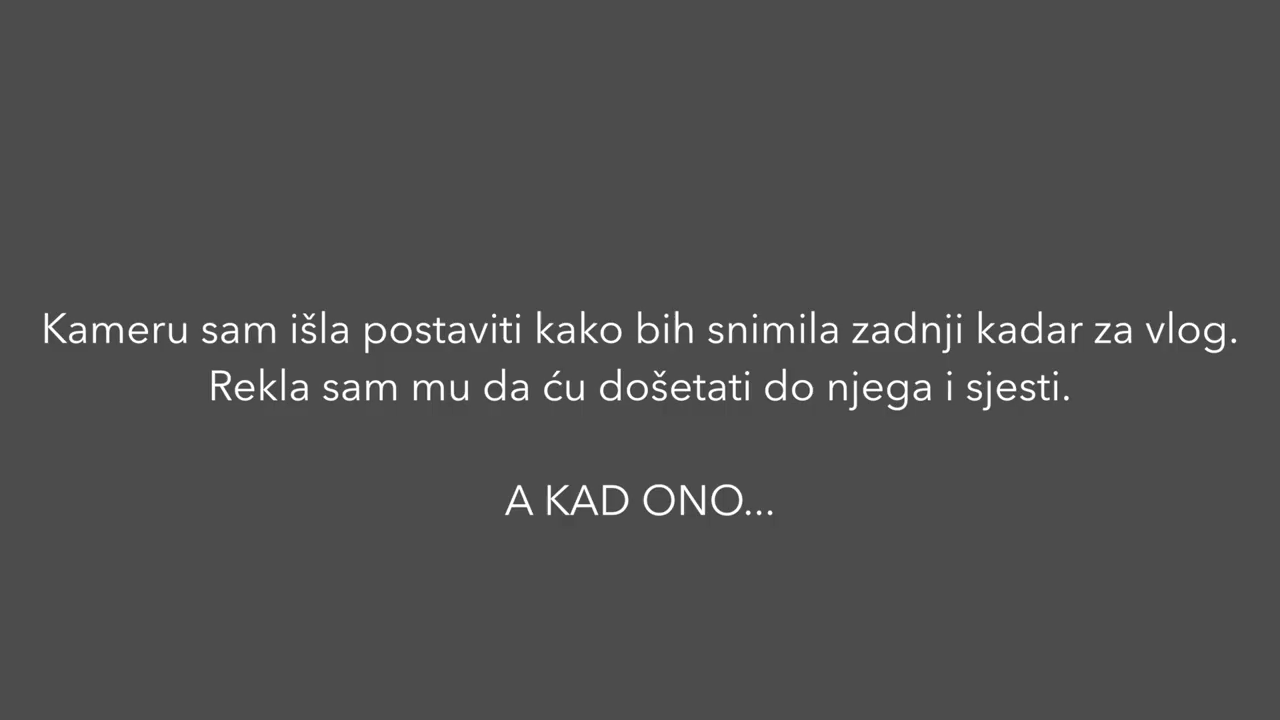 Kameru sam išla postaviti kako bih snimila zadnji kadar za vlog.
Rekla sam mu da ću došetati do njega i sjesti.
A KAD ONO...